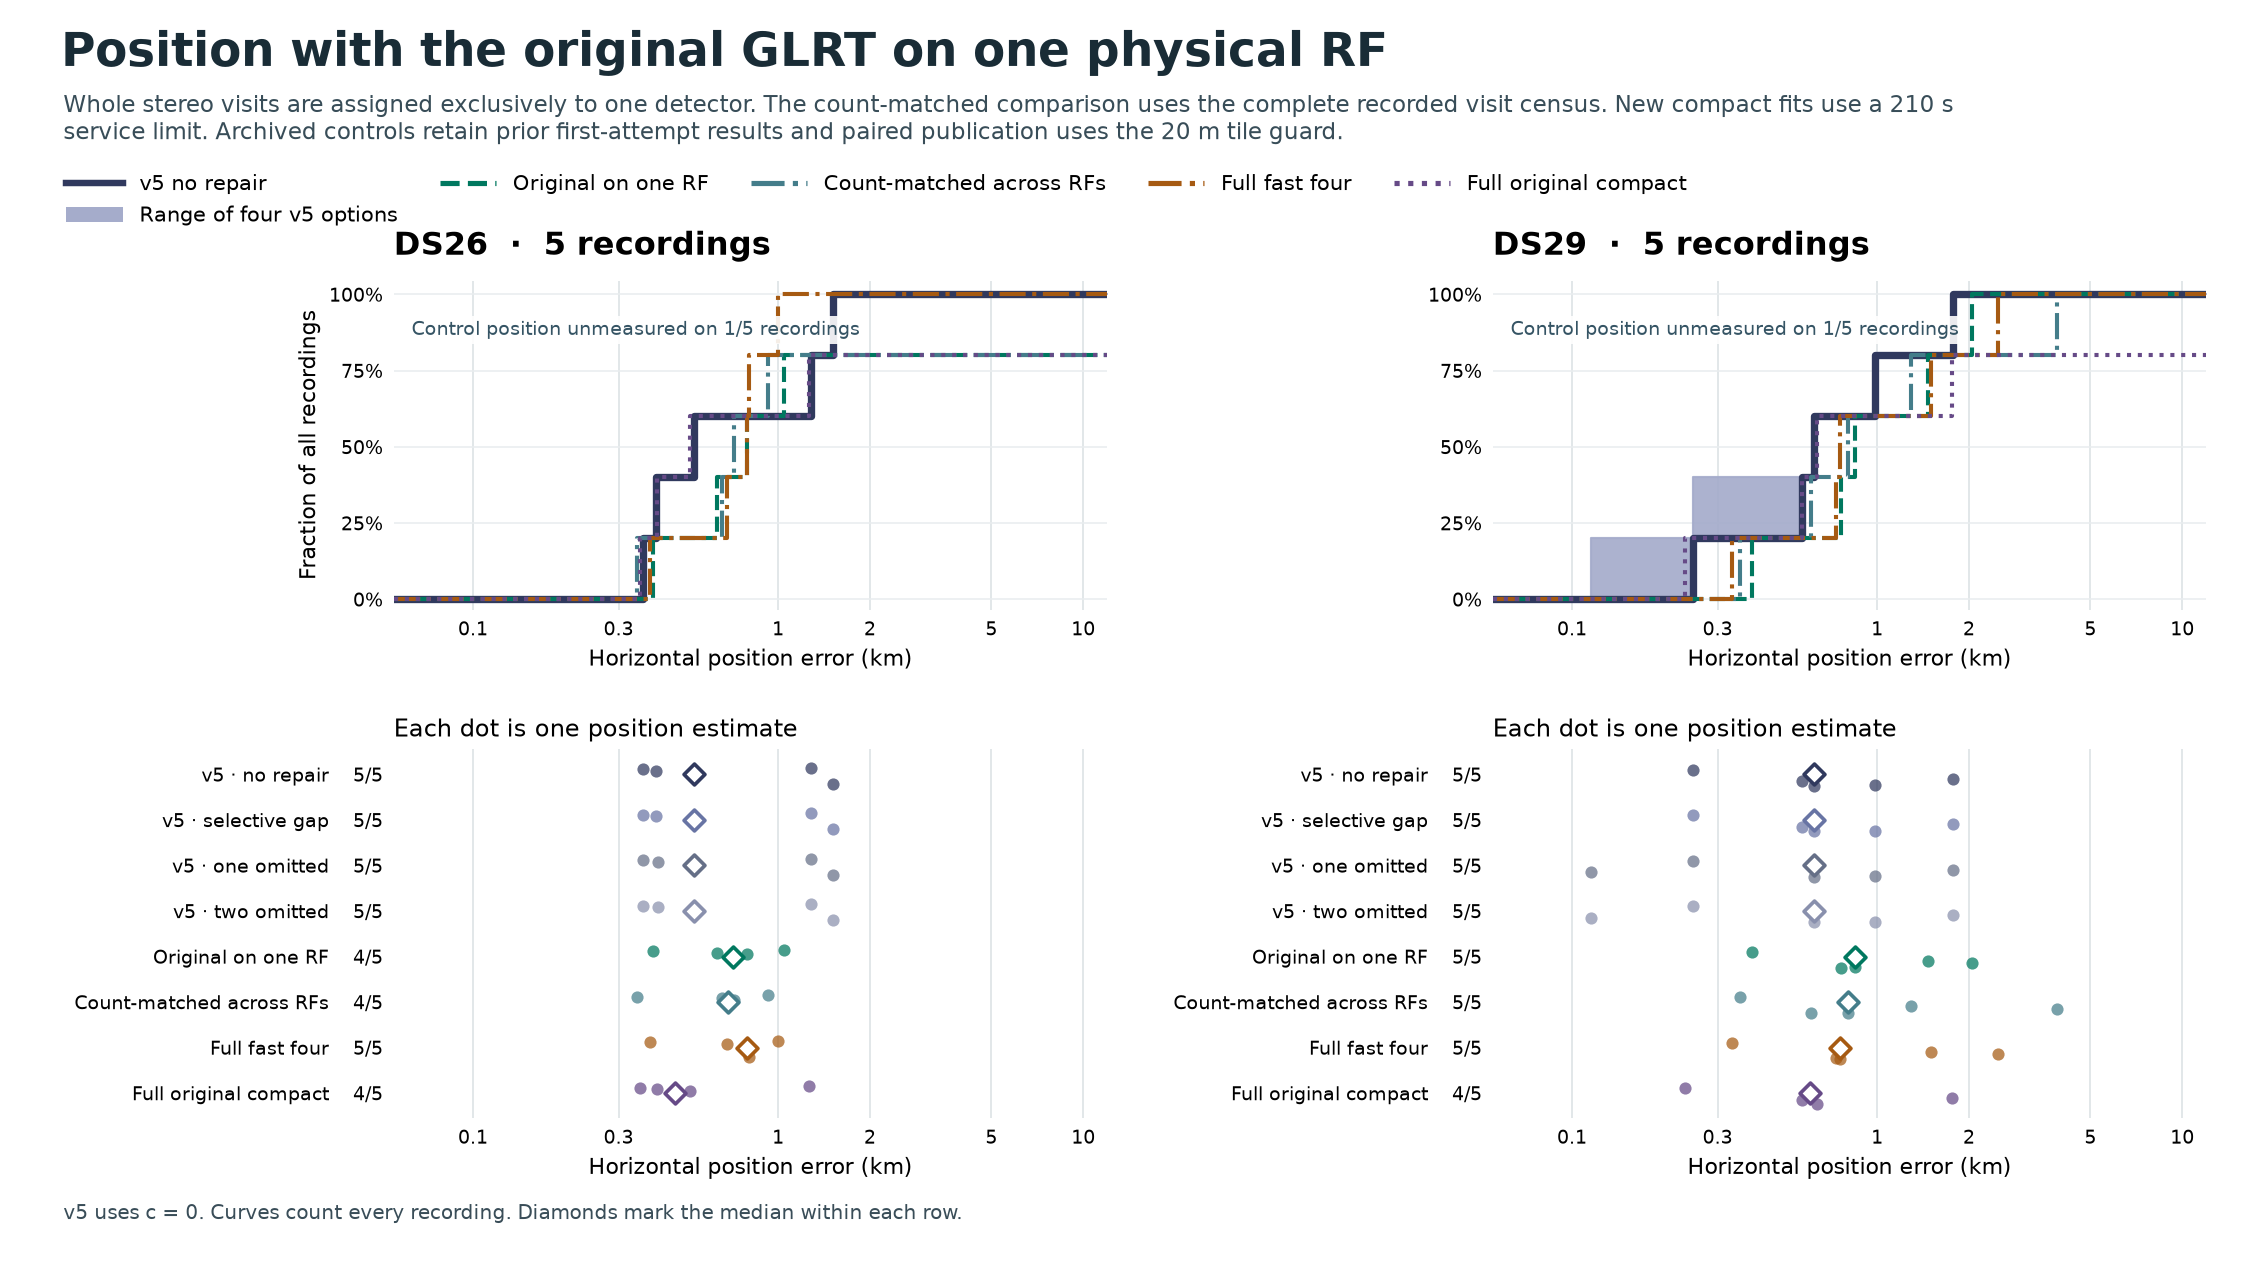 Position with the original GLRT on one physical RF
Whole stereo visits are assigned exclusively to one detector. The count-matched comparison uses the complete recorded visit census. New compact fits use a 210 s
service limit. Archived controls retain prior first-attempt results and paired publication uses the 20 m tile guard.
v5 no repair
Original on one RF
Count-matched across RFs
Full fast four
Full original compact
Range of four v5 options
DS26 · 5 recordings
100%
75%
50%
25%
0%
Fraction of all recordings
Control position unmeasured on 1/5 recordings
0.1 0.3 1 2 5 10
Horizontal position error (km)
DS29 · 5 recordings
100%
75%
50%
25%
0%
Control position unmeasured on 1/5 recordings
0.1 0.3 1 2 5 10
Horizontal position error (km)
Each dot is one position estimate
v5 · no repair 5/5
v5 · selective gap 5/5
v5 · one omitted 5/5
v5 · two omitted 5/5
Original on one RF 4/5
Count-matched across RFs 4/5
Full fast four 5/5
Full original compact 4/5
0.1 0.3 1 2 5 10
Horizontal position error (km)
Each dot is one position estimate
v5 · no repair 5/5
v5 · selective gap 5/5
v5 · one omitted 5/5
v5 · two omitted 5/5
Original on one RF 5/5
Count-matched across RFs 5/5
Full fast four 5/5
Full original compact 4/5
0.1 0.3 1 2 5 10
Horizontal position error (km)
v5 uses c = 0. Curves count every recording. Diamonds mark the median within each row.